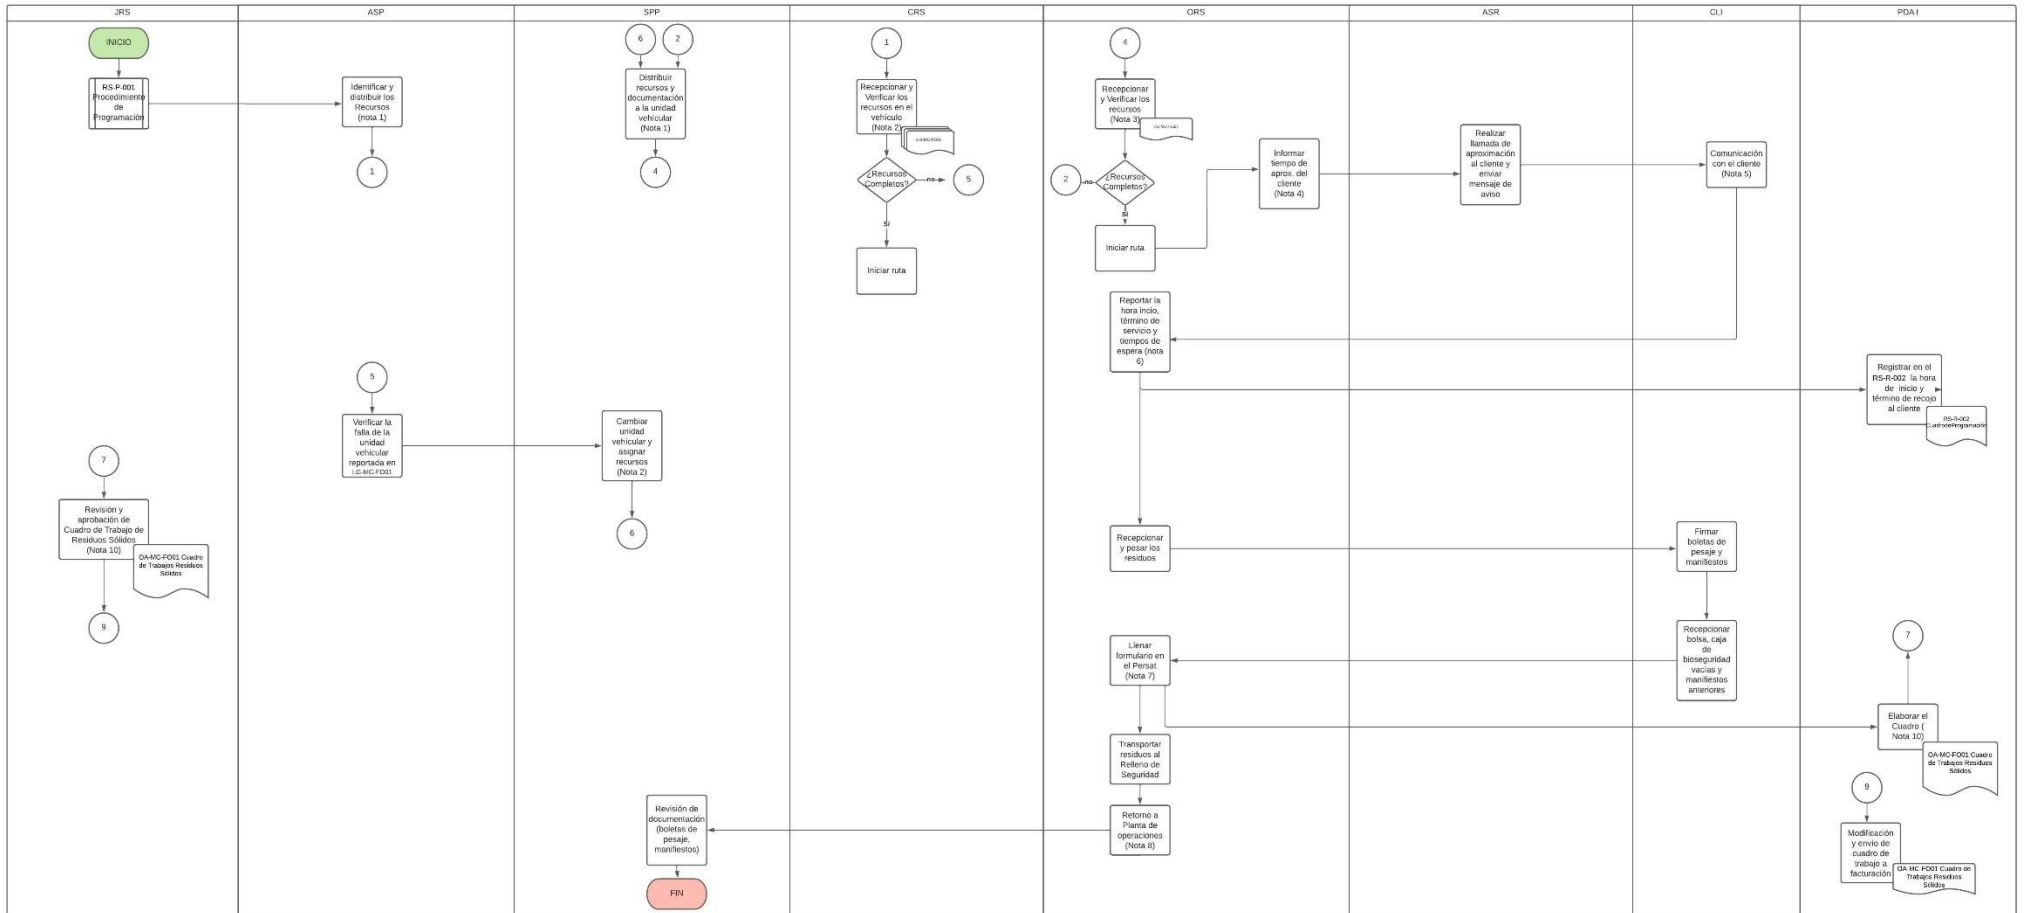 JRS
ASP
SPP
CRS
ORS
ASR
CLI
PDA I
INICIO
RS-P-001
Procedimiento
de
Programación
7
Revisión y
aprobación de
Cuadro de Trabajo de
Residuos Sólidos
(Nota 10)
OA-MC-FO01 Cuadro
de Trabajos Residuos
Sólidos
9
Identificar y
distribuir los
Recursos
(nota 1)
1
5
Verificar la
falla de la
unidad
vehicular
reportada en
LG-MC-FO01
6
2
Distribuir
recursos y
documentación
a la unidad
vehicular
(Nota 1)
4
Cambiar
unidad
vehicular y
asignar
recursos
(Nota 2)
6
Revisión de
documentación
(boletas de
pesaje,
manifiestos)
FIN
1
Recepcionar y
Verificar los
recursos en el
vehículo
(Nota 2)
¿Recursos
Completos?
no
5
Si
Iniciar ruta
4
Recepcionar
y Verificar los
recursos
(Nota 3)
¿Recursos
Completos?
no
2
Si
Iniciar ruta
Informar
tiempo de
aprox. del
cliente
(Nota 4)
Reportar la
hora incio,
término de
servicio y
tiempos de
espera (nota
6)
Recepcionar
y pesar los
residuos
Llenar
formulario en
el Persat
(Nota 7)
Transportar
residuos al
Relleno de
Seguridad
Retorno a
Planta de
operaciones
(Nota 8)
Realizar
llamada de
aproximación
al cliente y
enviar
mensaje de
aviso
Comunicación
con el cliente
(Nota 5)
Firmar
boletas de
pesaje y
manifiestos
Recepcionar
bolsa, caja
de
bioseguridad
vacías y
manifiestos
anteriores
Registrar en el
RS-R-002 la hora
de inicio y
término de recojo
al cliente
RS-R-002
CuadrodeProgramación
7
Elaborar el
Cuadro (
Nota 10)
OA-MC-FO01 Cuadro
de Trabajos Residuos
Sólidos
9
Modificación
y envío de
cuadro de
trabajo a
facturación
OA-MC-FO01 Cuadro de
Trabajos Residuos
Sólidos